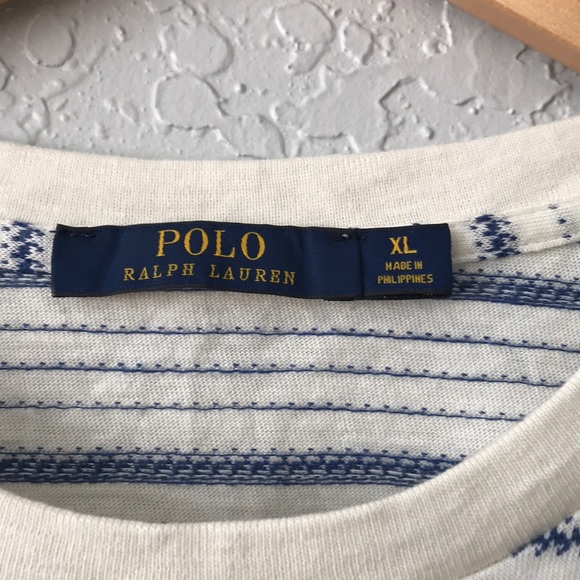 POLO
RALPH LAUREN
XL
MADE IN
PHILIPPINES